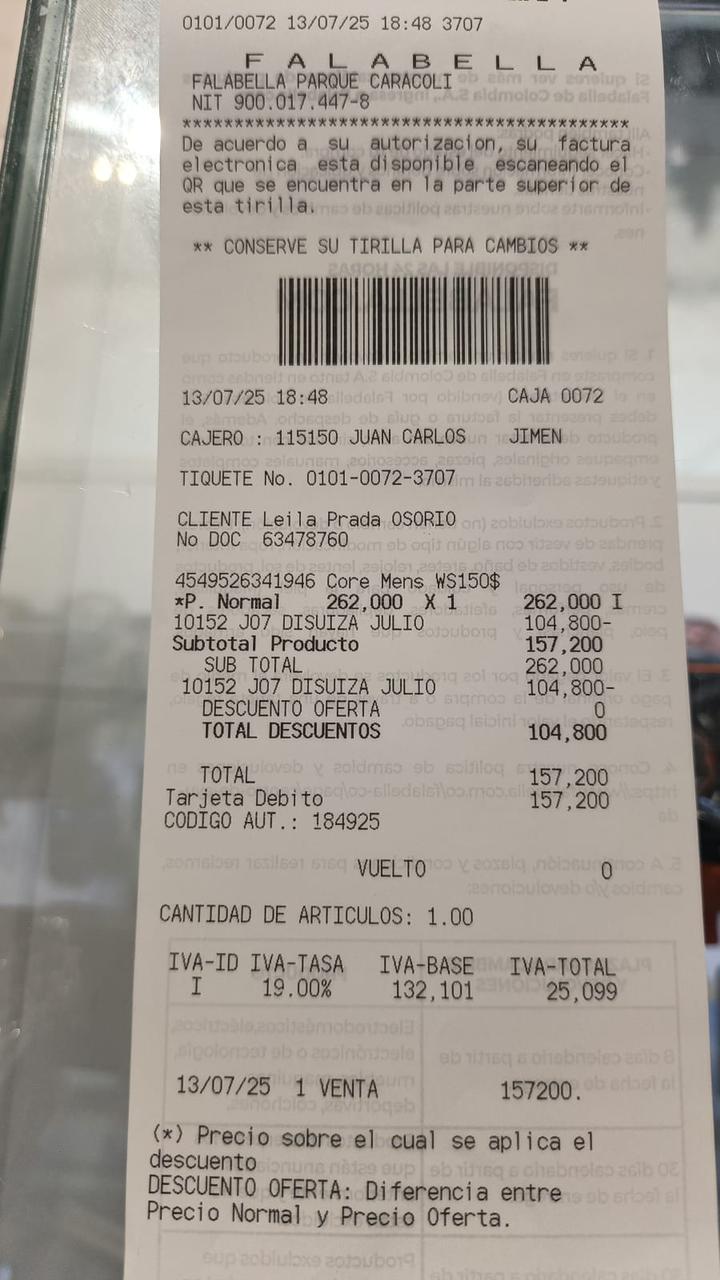 0101/0072 13/07/25 18:48 3707
FALABELLA
FALABELLA PARQUE CARACOLI
NIT 900.017.447-8
******************************************
De acuerdo a su autorizacion, su factura
electronica esta disponible escaneando el
QR que se encuentra en la parte superior de
esta tirilla.
** CONSERVE SU TIRILLA PARA CAMBIOS **
13/07/25 18:48 CAJA 0072
CAJERO : 115150 JUAN CARLOS JIMEN
TIQUETE No. 0101-0072-3707
CLIENTE Leila Prada OSORIO
No DOC 63478760
4549526341946 Core Mens WS150$
*P. Normal 262,000 X 1 262,000 I
10152 J07 DISUIZA JULIO 104,800-
Subtotal Producto 157,200
SUB TOTAL 262,000
10152 J07 DISUIZA JULIO 104,800-
DESCUENTO OFERTA 0
TOTAL DESCUENTOS 104,800
TOTAL 157,200
Tarjeta Debito 157,200
CODIGO AUT.: 184925
VUELTO 0
CANTIDAD DE ARTICULOS: 1.00
IVA-ID IVA-TASA IVA-BASE IVA-TOTAL
I 19.00% 132,101 25,099
13/07/25 1 VENTA 157200.
(*) Precio sobre el cual se aplica el
descuento
DESCUENTO OFERTA: Diferencia entre
Precio Normal y Precio Oferta.